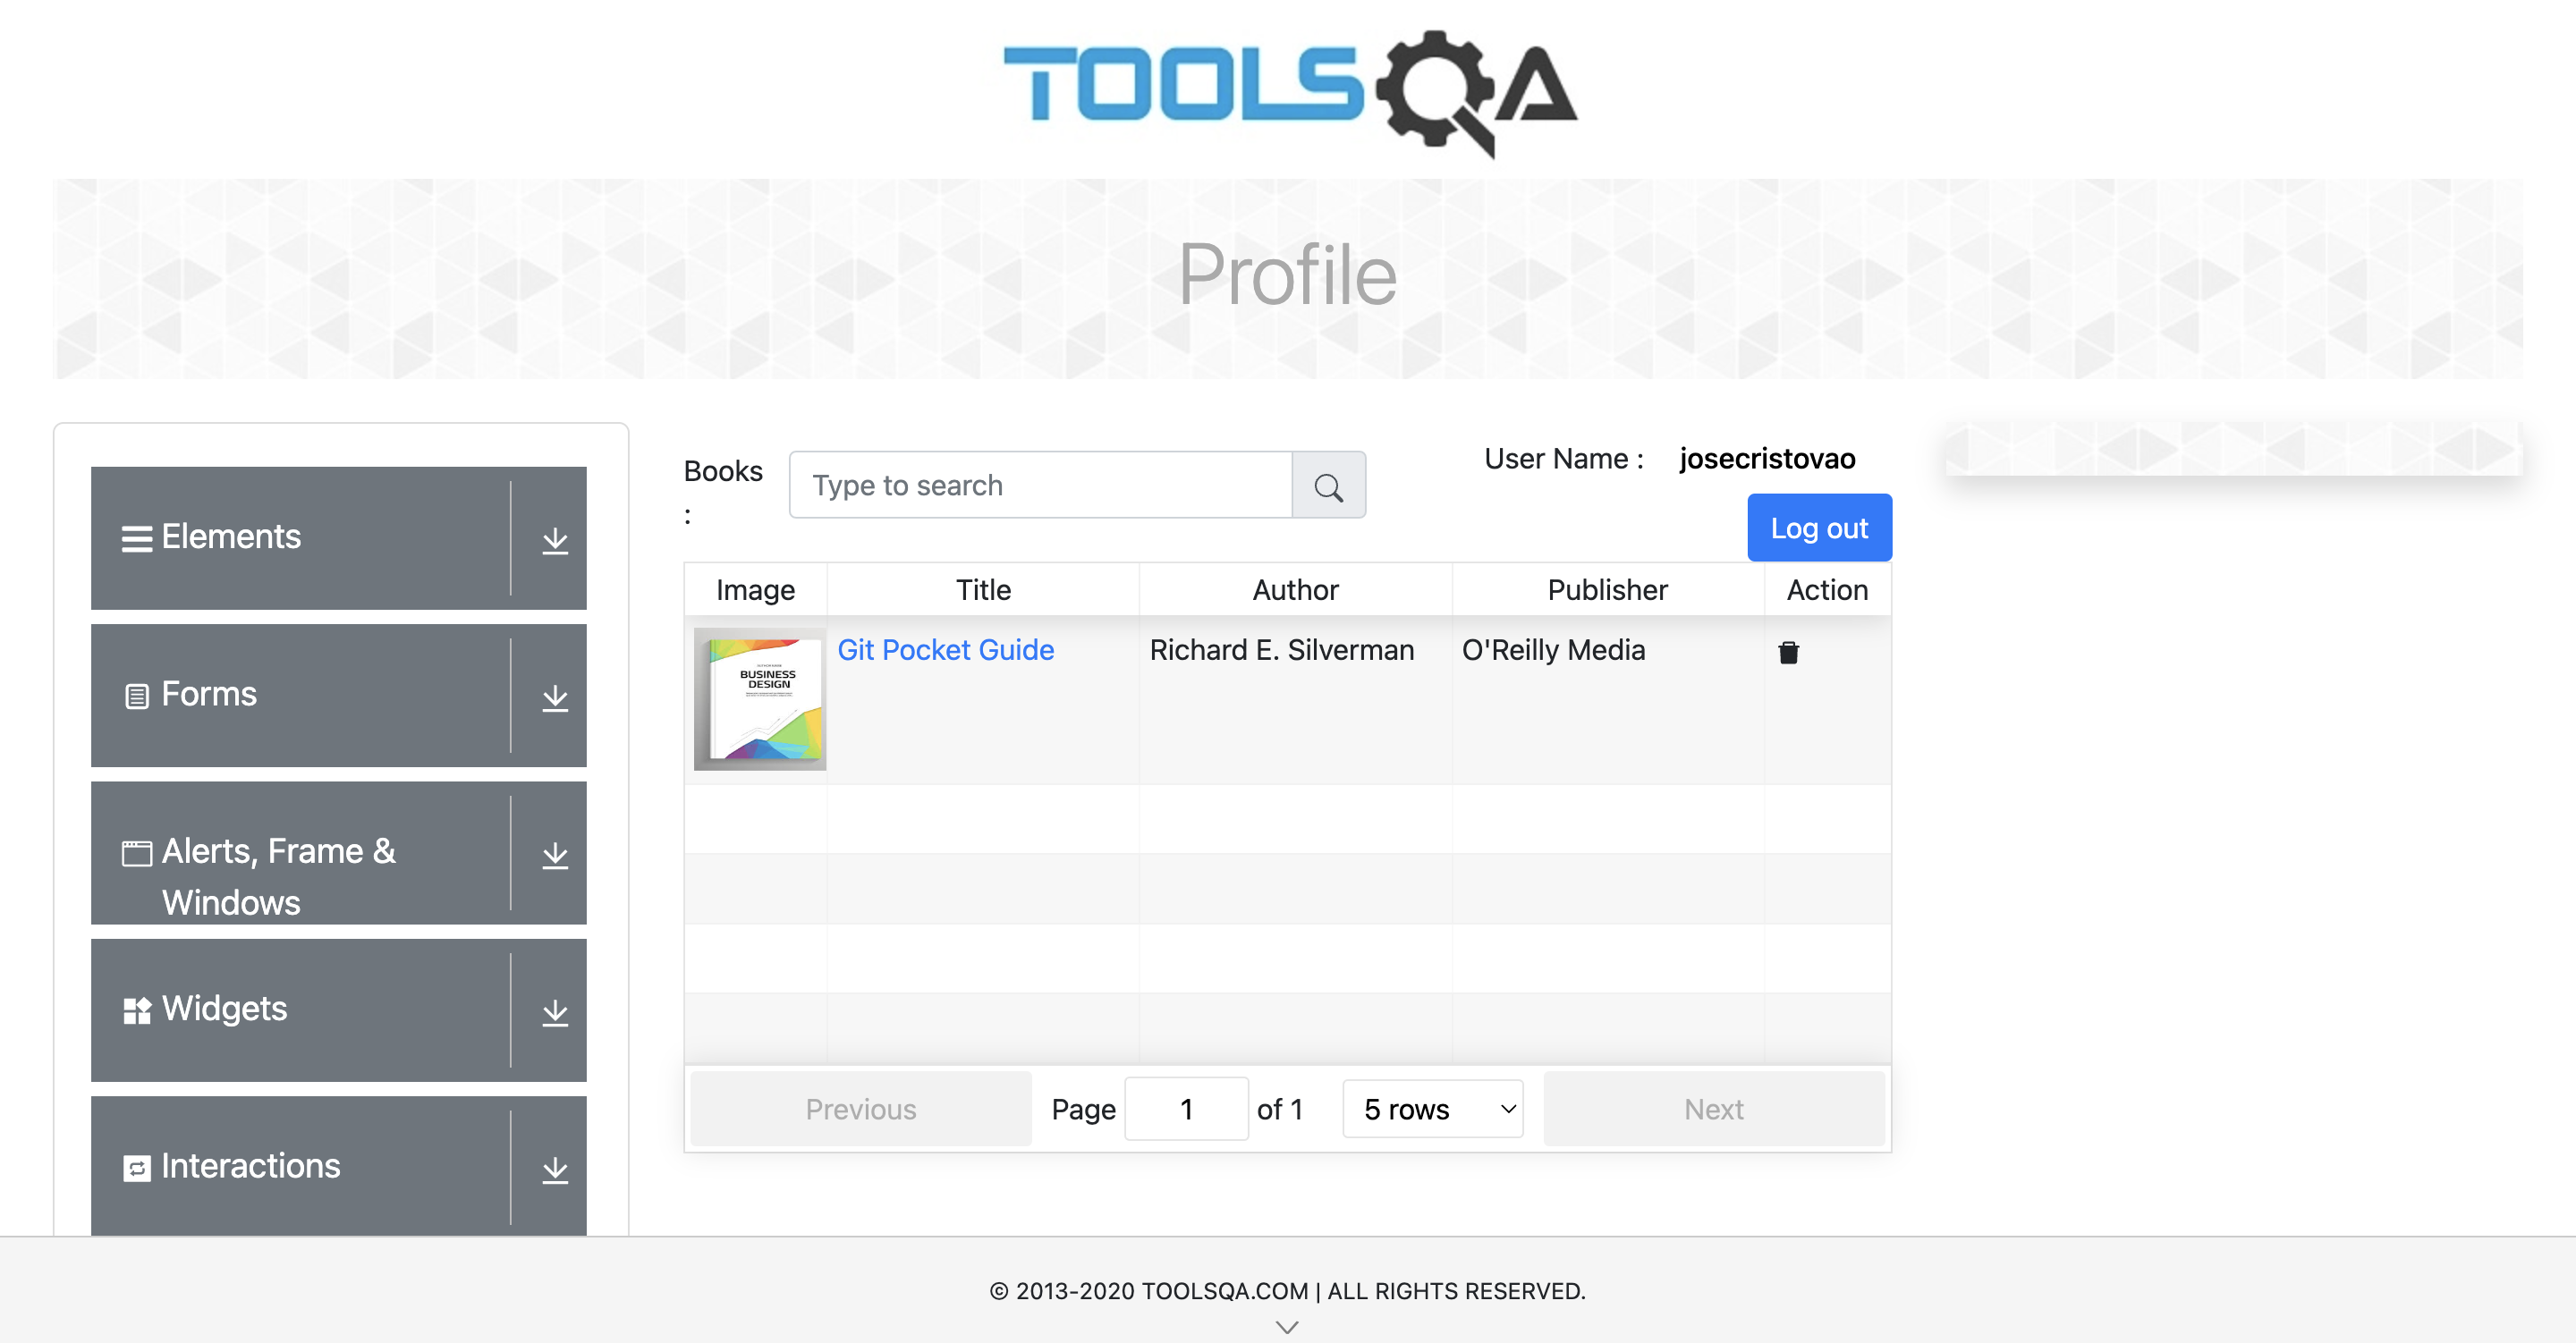 TOOLSQA
Profile
Elements
Forms
Alerts, Frame &
Windows
Widgets
Interactions
Books
:
Type to search
User Name : josecristovao
Log out
Image Title Author Publisher Action
BUSINESS
DESIGN
Git Pocket Guide Richard E. Silverman O'Reilly Media
Previous Page 1 of 1 5 rows Next
© 2013-2020 TOOLSQA.COM | ALL RIGHTS RESERVED.